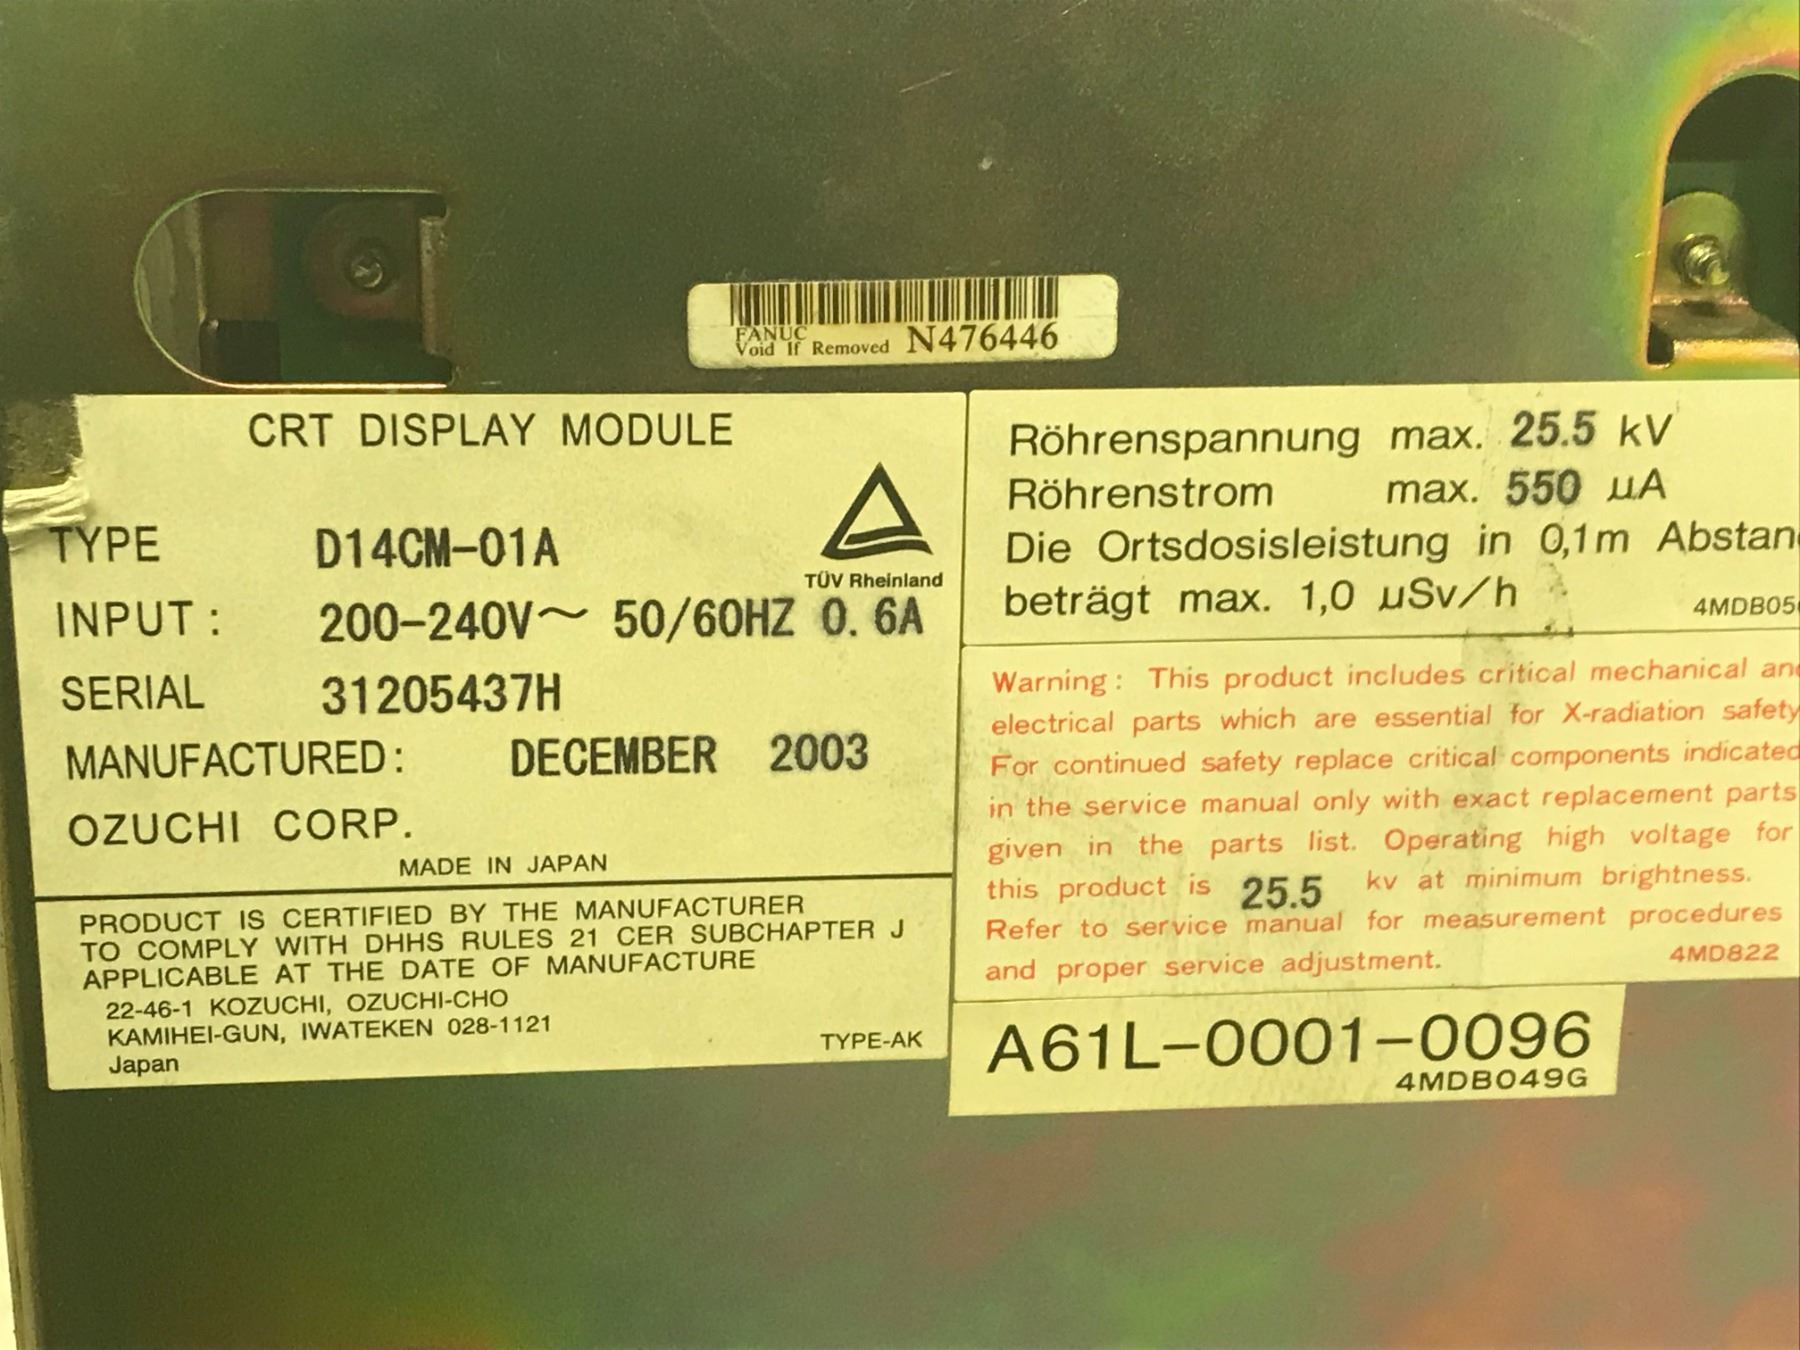 FANUC
Void If Removed N476446
CRT DISPLAY MODULE
TYPE D14CM-01A
TÜV Rheinland
INPUT : 200-240V～ 50/60HZ 0. 6A
SERIAL 31205437H
MANUFACTURED : DECEMBER 2003
OZUCHI CORP.
MADE IN JAPAN
PRODUCT IS CERTIFIED BY THE MANUFACTURER
TO COMPLY WITH DHHS RULES 21 CER SUBCHAPTER J
APPLICABLE AT THE DATE OF MANUFACTURE
22-46-1 KOZUCHI, OZUCHI-CHO
KAMIHEI-GUN, IWATEKEN 028-1121
Japan
TYPE-AK
Röhrenspannung max. 25.5 kV
Röhrenstrom max. 550 µA
Die Ortsdosisleistung in 0,1m Abstan
beträgt max. 1,0 µSv/h
4MDB05
Warning : This product includes critical mechanical an
electrical parts which are essential for X-radiation safety
For continued safety replace critical components indicated
in the service manual only with exact replacement parts
given in the parts list. Operating high voltage for
this product is 25.5 kv at minimum brightness.
Refer to service manual for measurement procedures
and proper service adjustment.
4MD822
A61L-0001-0096
4MDB049G